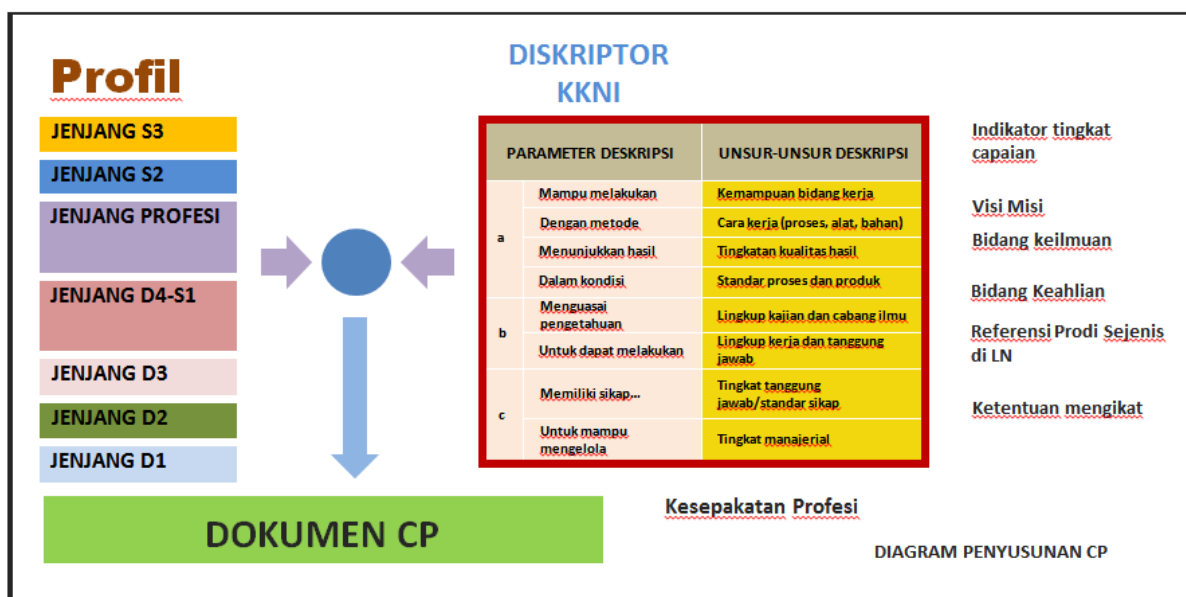 Profil
JENJANG S3
JENJANG S2
JENJANG PROFESI
JENJANG D4-S1
JENJANG D3
JENJANG D2
JENJANG D1
DISKRIPTOR
KKNI
PARAMETER DESKRIPSI
UNSUR-UNSUR DESKRIPSI
a
Mampu melakukan
Kemampuan bidang kerja
Dengan metode
Cara kerja (proses, alat, bahan)
Menunjukkan hasil
Tingkatan kualitas hasil
Dalam kondisi
Standar proses dan produk
b
Menguasai
pengetahuan
Lingkup kajian dan cabang ilmu
Untuk dapat melakukan
Lingkup kerja dan tanggung
jawab
c
Memiliki sikap...
Tingkat tanggung
jawab/standar sikap
Untuk mampu
mengelola
Tingkat manajerial
Indikator tingkat
capaian
Visi Misi
Bidang keilmuan
Bidang Keahlian
Referensi Prodi Sejenis
di LN
Ketentuan mengikat
DOKUMEN CP
Kesepakatan Profesi
DIAGRAM PENYUSUNAN CP